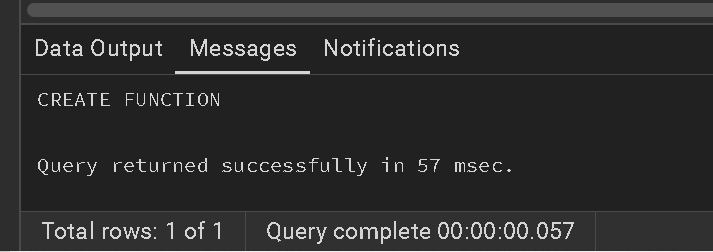 Data Output Messages Notifications
CREATE FUNCTION
Query returned successfully in 57 msec.
Total rows: 1 of 1 Query complete 00:00:00.057